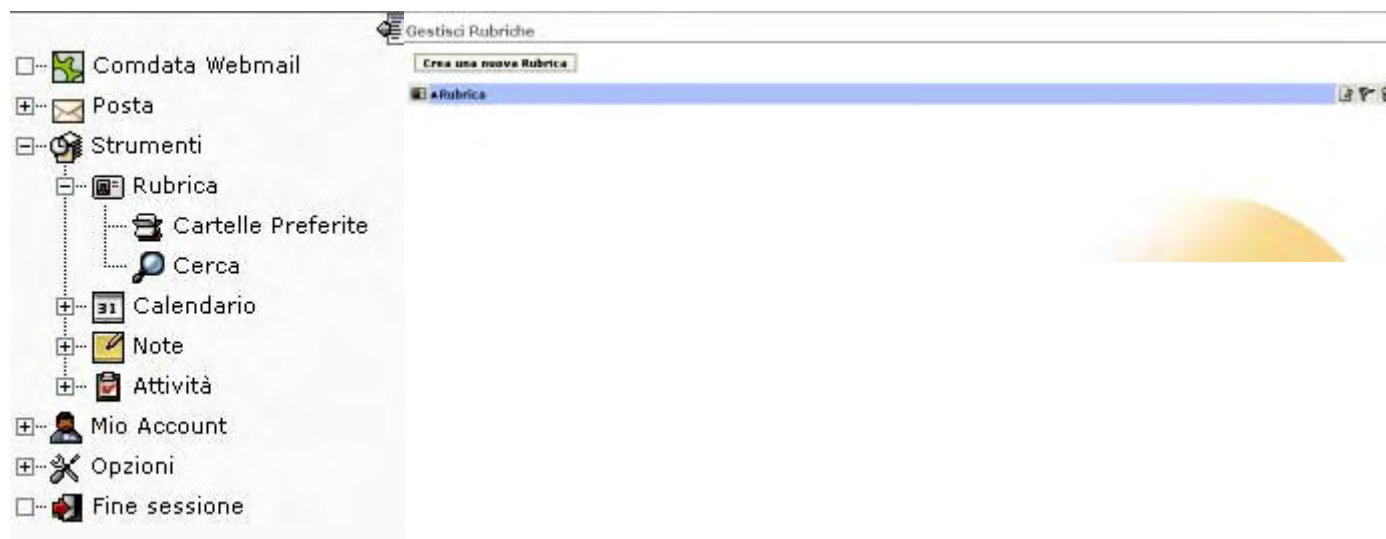 Comdata Webmail
Posta
Strumenti
Rubrica
Cartelle Preferite
Cerca
31 Calendario
Note
Attività
Mio Account
Opzioni
Fine sessione
Gestisci Rubriche
Crea una nuova Rubrica
Rubrica